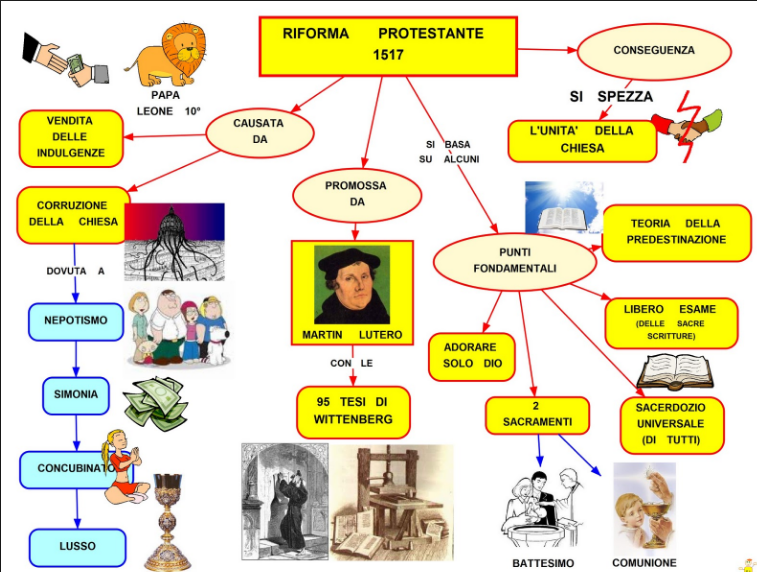 RIFORMA PROTESTANTE
1517
CONSEGUENZA
SI SPEZZA
L'UNITA' DELLA
CHIESA
PAPA
LEONE 10°
CAUSATA
DA
VENDITA
DELLE
INDULGENZE
CORRUZIONE
DELLA CHIESA
DOVUTA A
NEPOTISMO
SIMONIA
CONCUBINATO
LUSSO
PROMOSSA
DA
MARTIN LUTERO
CON LE
95 TESI DI
WITTENBERG
SI BASA
SU ALCUNI
PUNTI
FONDAMENTALI
TEORIA DELLA
PREDESTINAZIONE
LIBERO ESAME
(DELLE SACRE
SCRITTURE)
SACERDOZIO
UNIVERSALE
(DI TUTTI)
ADORARE
SOLO DIO
2
SACRAMENTI
BATTESIMO
COMUNIONE